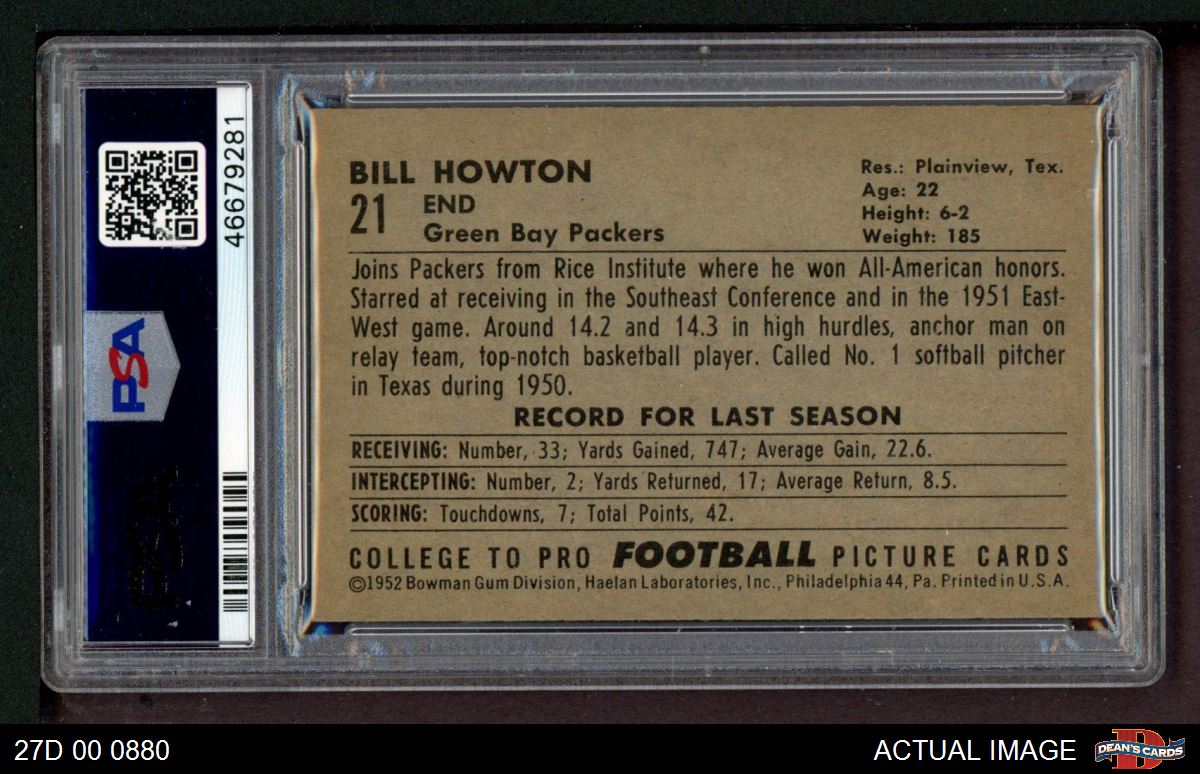 46679281
PSA
BILL HOWTON
21
END
Green Bay Packers
Res.: Plainview, Tex.
Age: 22
Height: 6-2
Weight: 185
Joins Packers from Rice Institute where he won All-American honors.
Starred at receiving in the Southeast Conference and in the 1951 East-
West game. Around 14.2 and 14.3 in high hurdles, anchor man on
relay team, top-notch basketball player. Called No. 1 softball pitcher
in Texas during 1950.
RECORD FOR LAST SEASON
RECEIVING: Number, 33; Yards Gained, 747; Average Gain, 22.6.
INTERCEPTING: Number, 2; Yards Returned, 17; Average Return, 8.5.
SCORING: Touchdowns, 7; Total Points, 42.
COLLEGE TO PRO FOOTBALL PICTURE CARDS
©1952 Bowman Gum Division, Haelan Laboratories, Inc., Philadelphia 44, Pa. Printed in U.S.A.
27D 00 0880
ACTUAL IMAGE
D
DEAN'S CARDS